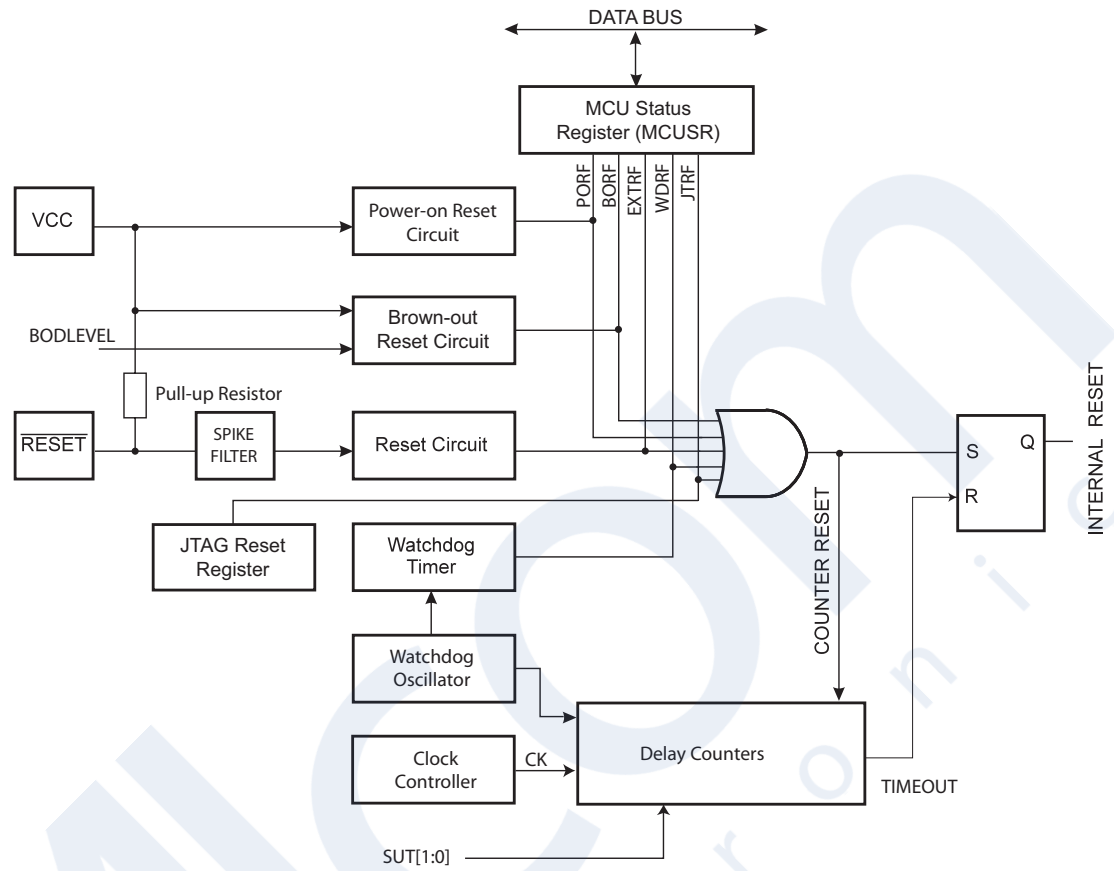 DATA BUS
MCU Status
Register (MCUSR)
PORF
BORF
EXTRF
WDRF
JTRF
VCC
Power-on Reset
Circuit
Brown-out
Reset Circuit
BODLEVEL
Pull-up Resistor
RESET
SPIKE
FILTER
Reset Circuit
JTAG Reset
Register
Watchdog
Timer
Watchdog
Oscillator
Clock
Controller
CK
Delay Counters
SUT[1:0]
COUNTER RESET
TIMEOUT
S
R
Q
INTERNAL RESET